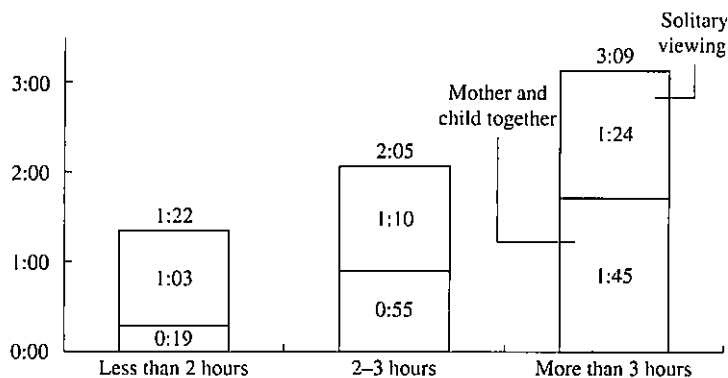 Solitary
viewing
3:09
3:00
Mother and
child together
1:24
2:05
2:00
1:22
1:10
1:45
1:00
1:03
0:55
0:19
0:00
Less than 2 hours
2–3 hours
More than 3 hours